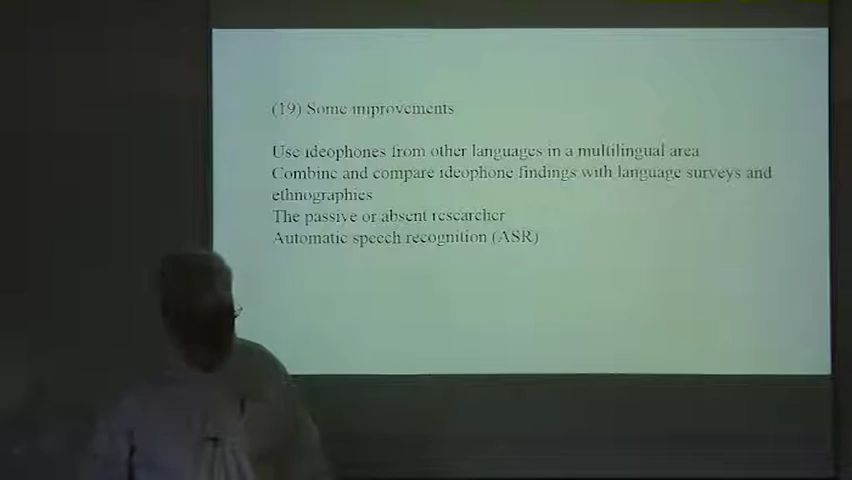 (19) Some improvements
Use ideophones from other languages in a multilingual area
Combine and compare ideophone findings with language surveys and
ethnographies
The passive or absent researcher
Automatic speech recognition (ASR)